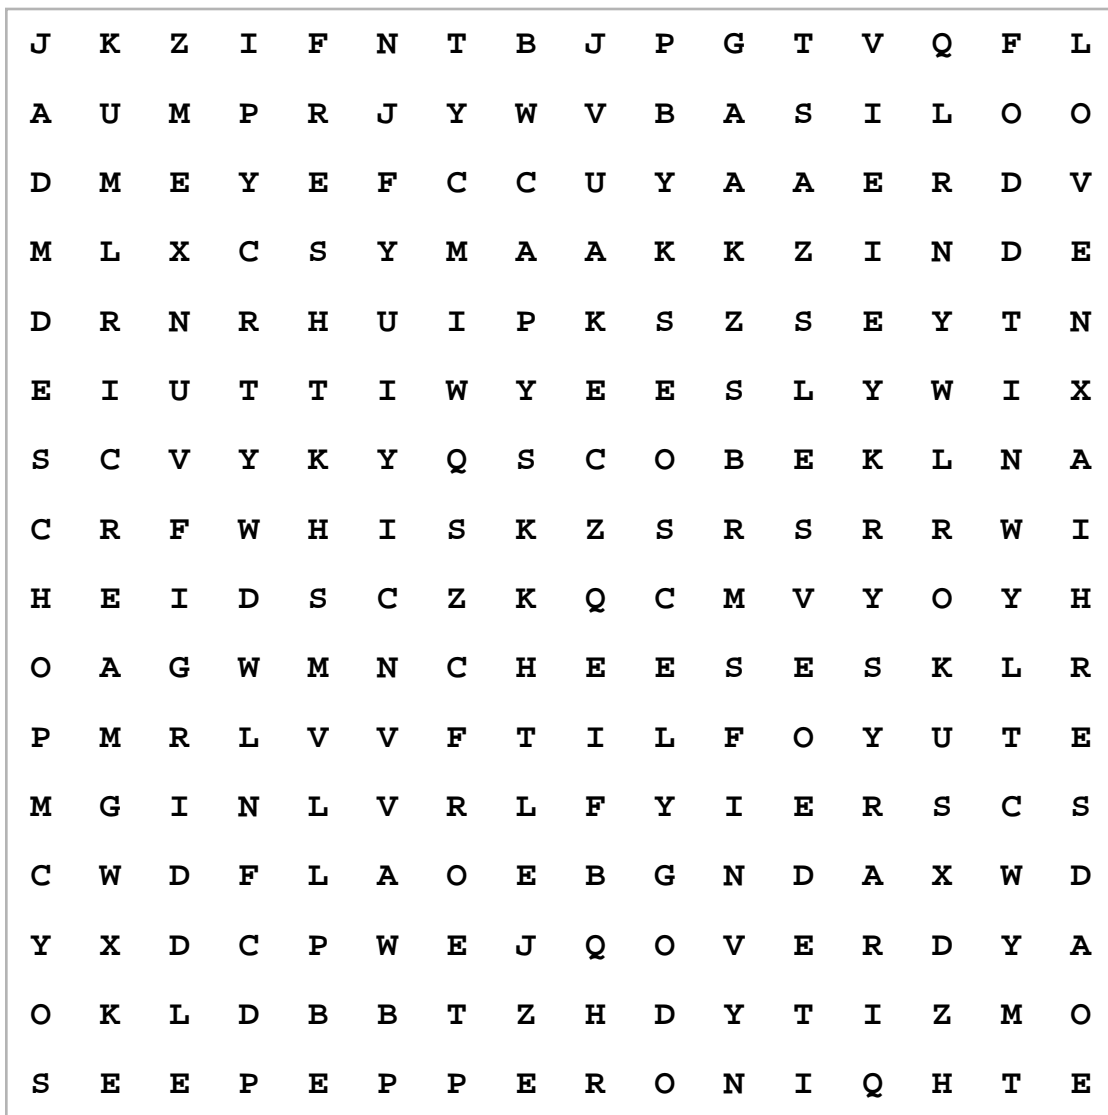 J K Z I F N T B J P G T V Q F L
A U M P R J Y W V B A S I L O O
D M E Y E F C C U Y A A E R D V
M L X C S Y M A A K K Z I N D E
D R N R H U I P K S Z S E Y T N
E I U T T I W Y E E S L Y W I X
S C V Y K Y Q S C O B E K L N A
C R F W H I S K Z S R S R R W I
H E I D S C Z K Q C M V Y O Y H
O A G W M N C H E E S E S K L R
P M R L V V F T I L F O Y U T E
M G I N L V R L F Y I E R S C S
C W D F L A O E B G N D A X W D
Y X D C P W E J Q O V E R D Y A
O K L D B B T Z H D Y T I Z M O
S E E P E P P E R O N I Q H T E